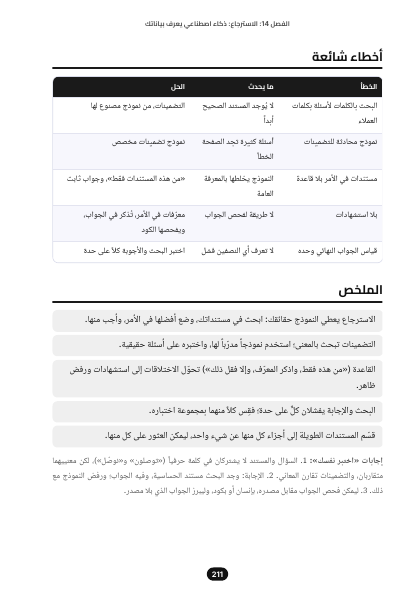 الفصل 14: الاسترجاع: ذكاء اصطناعي يعرف بياناتك
أخطاء شائعة
الخطأ ما يحدث الحل
البحث بالكلمات لأسئلة بكلمات العملاء لا يُوجد المستند الصحيح أبداً التضمينات، من نموذج مصنوع لها
نموذج محادثة للتضمينات أسئلة كثيرة تجد الصفحة الخطأ نموذج تضمينات مخصص
مستندات في الأمر بلا قاعدة النموذج يخلطها بالمعرفة العامة «من هذه المستندات فقط»، وجواب ثابت
بلا استشهادات لا طريقة لفحص الجواب معرّفات في الأمر، تُذكر في الجواب، ويفحصها الكود
قياس الجواب النهائي وحده لا تعرف أي النصفين فشل اختبر البحث والأجوبة كلاً على حدة
الملخص
الاسترجاع يعطي النموذج حقائقك: ابحث في مستنداتك، وضع أفضلها في الأمر، وأجب منها.
التضمينات تبحث بالمعنى؛ استخدم نموذجاً مدرّباً لها، واختبره على أسئلة حقيقية.
القاعدة («من هذه فقط، واذكر المعرّف، وإلا فقل ذلك») تحوّل الاختلاقات إلى استشهادات ورفض
ظاهر.
البحث والإجابة يفشلان كلٌّ على حدة؛ فقِس كلاً منهما بمجموعة اختباره.
قسّم المستندات الطويلة إلى أجزاء كل منها عن شيء واحد، ليمكن العثور على كل منها.
إجابات «اختبر نفسك»: 1. السؤال والمستند لا يشتركان في كلمة حرفياً («توصلون» و«نوصّل»)، لكن معنييهما
متقاربان، والتضمينات تقارن المعاني. 2. الإجابة: وجد البحث مستند الحساسية، وفيه الجواب؛ ورفض النموذج مع
ذلك. 3. ليمكن فحص الجواب مقابل مصدره، بإنسان أو بكود، وليبرز الجواب الذي بلا مصدر.
211